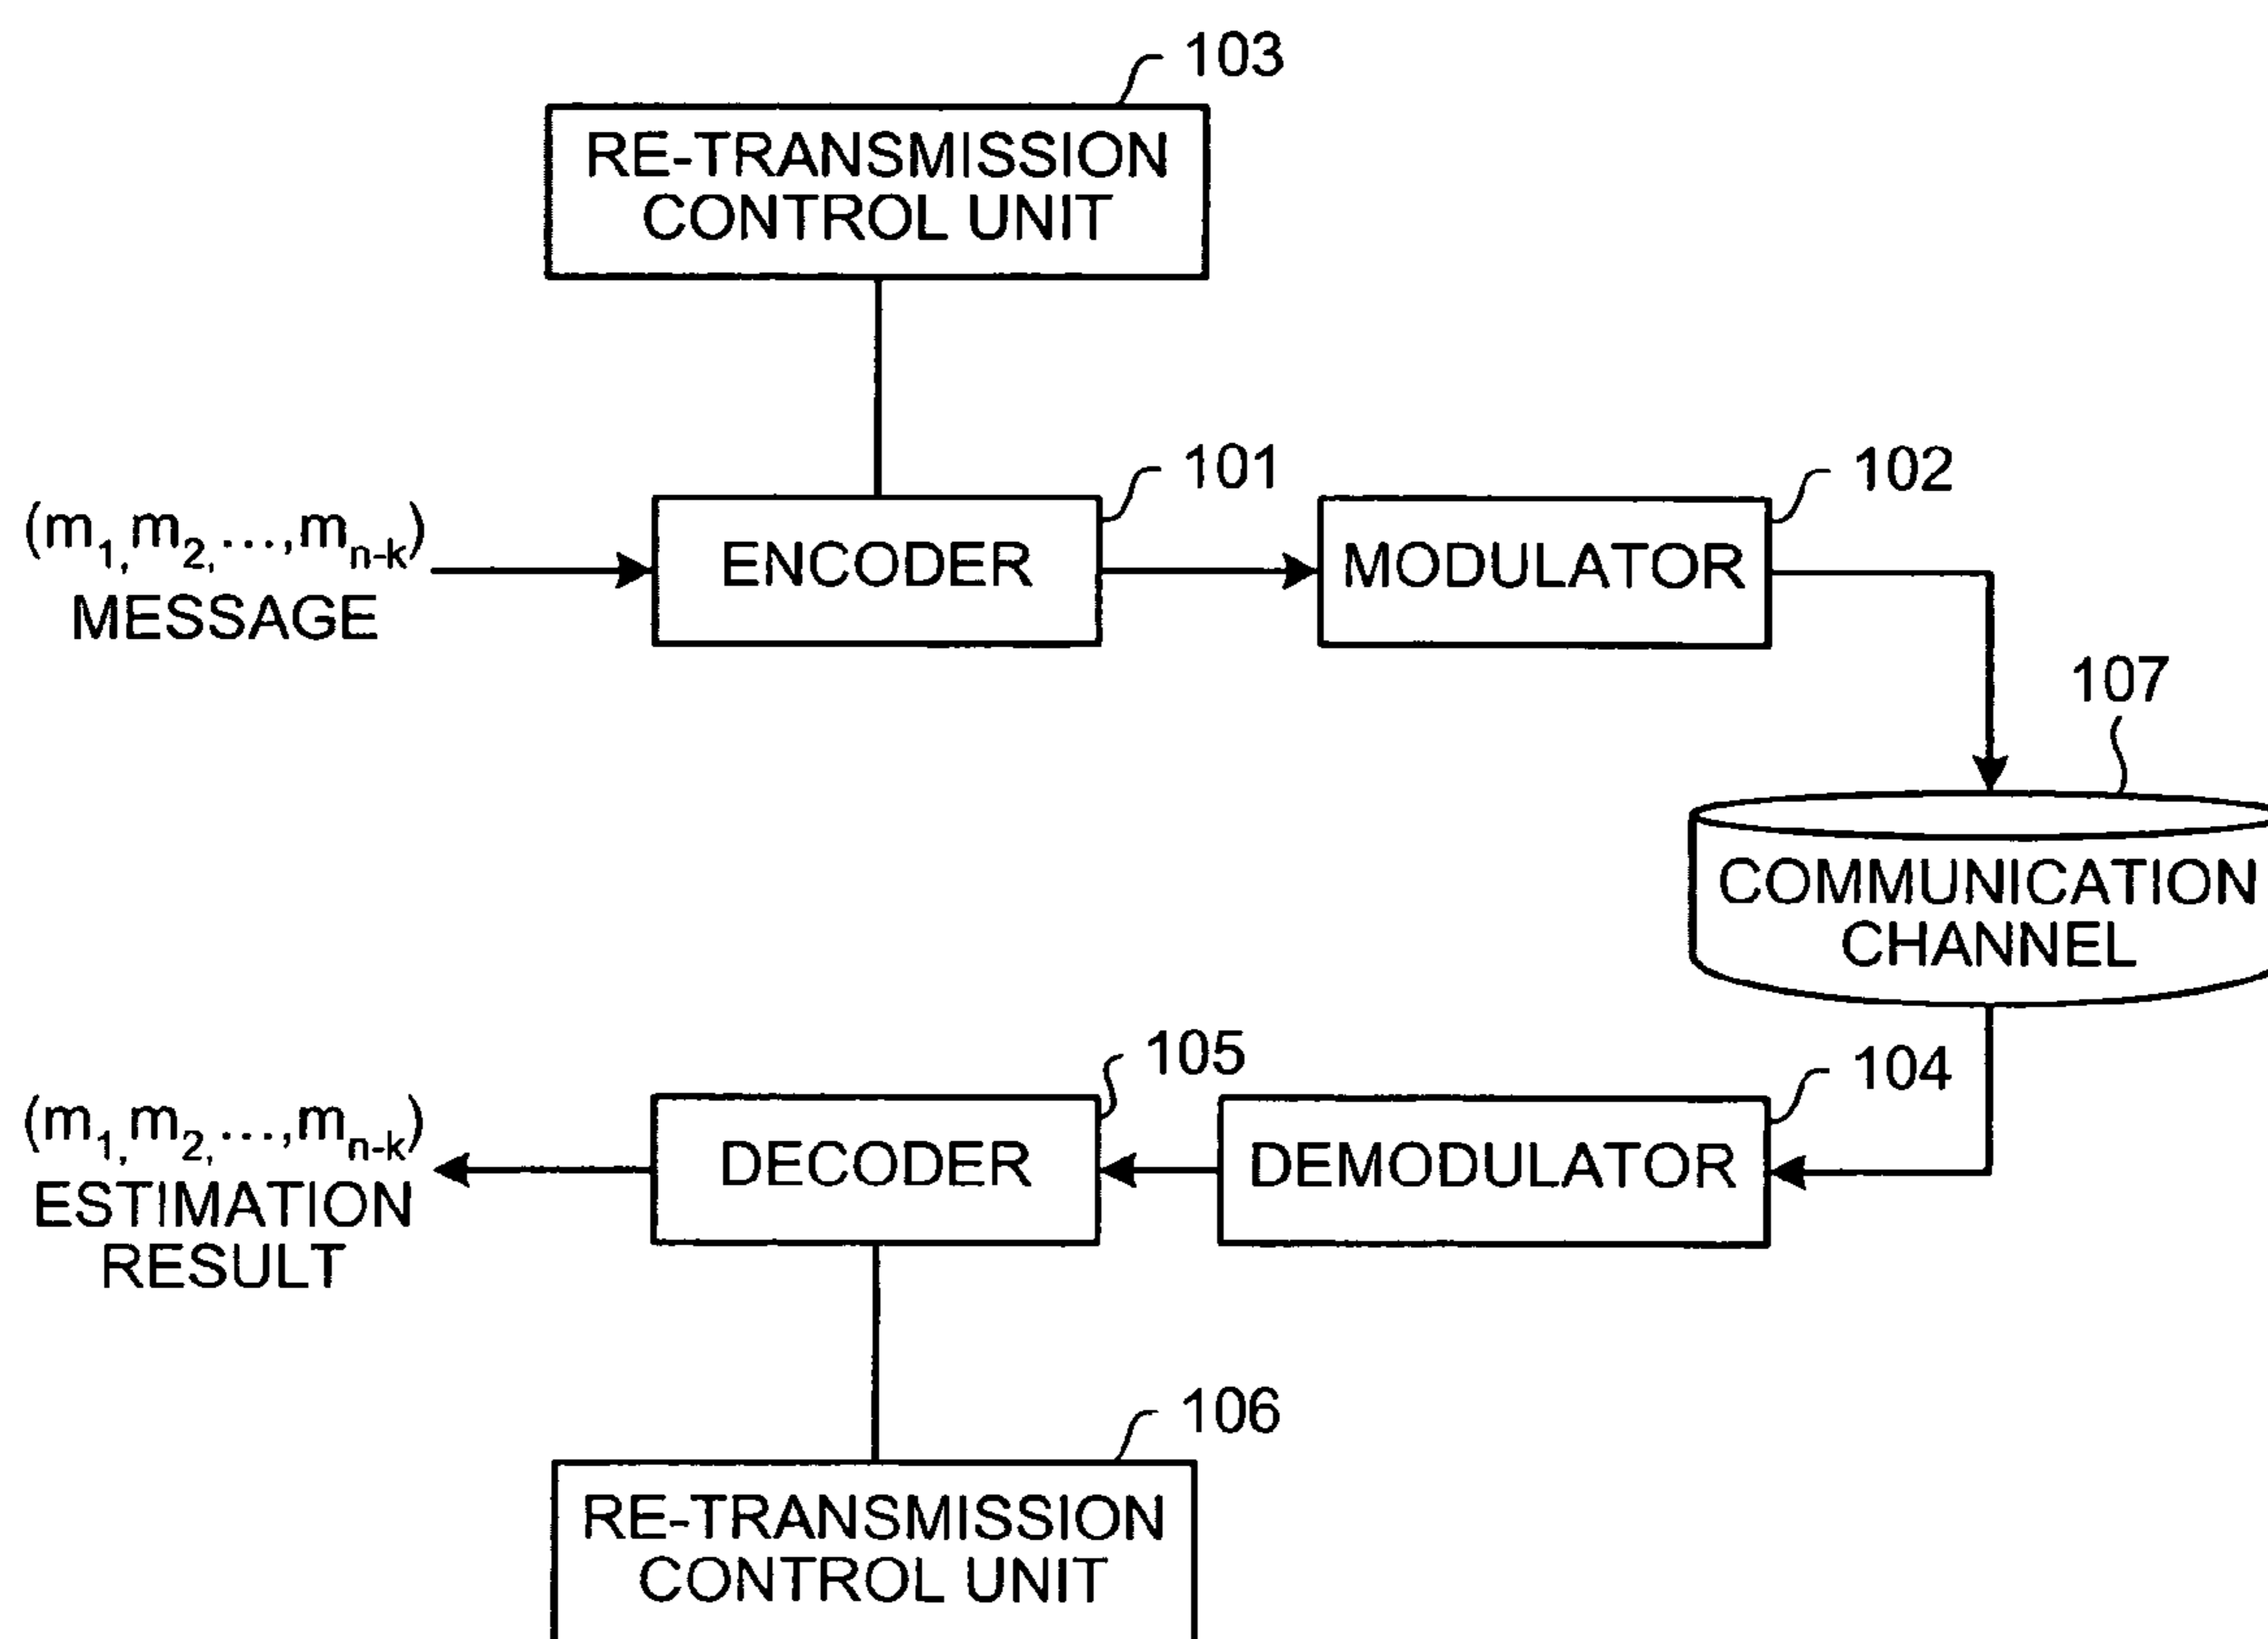 103
RE-TRANSMISSION
CONTROL UNIT
101
102
(m1, m2, ..., mn-k)
MESSAGE
ENCODER
MODULATOR
107
COMMUNICATION
CHANNEL
105
104
(m1, m2, ..., mn-k)
ESTIMATION
RESULT
DECODER
DEMODULATOR
106
RE-TRANSMISSION
CONTROL UNIT